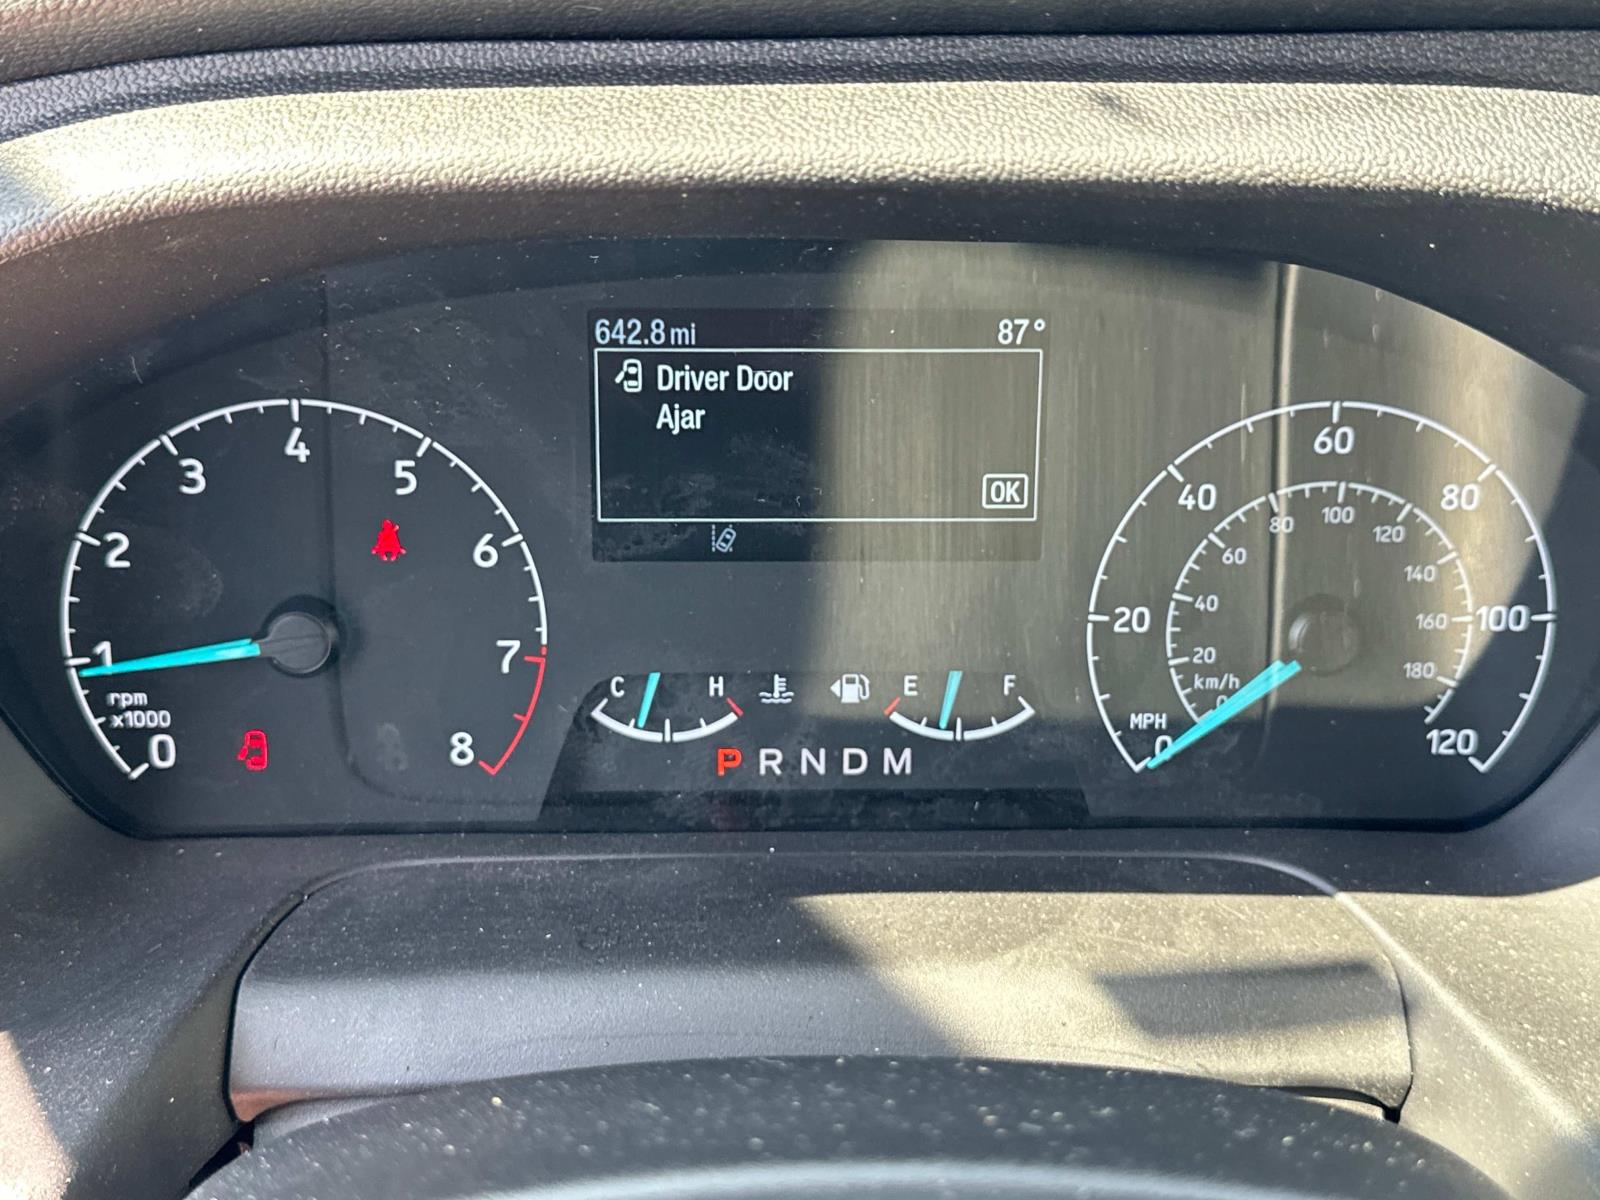 642.8 mi 87°
Driver Door
Ajar
OK
0 1 2 3 4 5 6 7 8
rpm
x1000
C H
E F
P R N D M
0 20 40 60 80 100 120
MPH
0 20 40 60 80 100 120 140 160 180
km/h